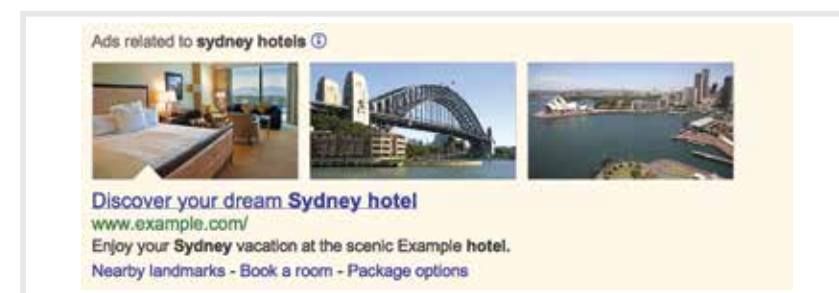 Ads related to sydney hotels ⓘ
Discover your dream Sydney hotel
www.example.com/
Enjoy your Sydney vacation at the scenic Example hotel.
Nearby landmarks - Book a room - Package options